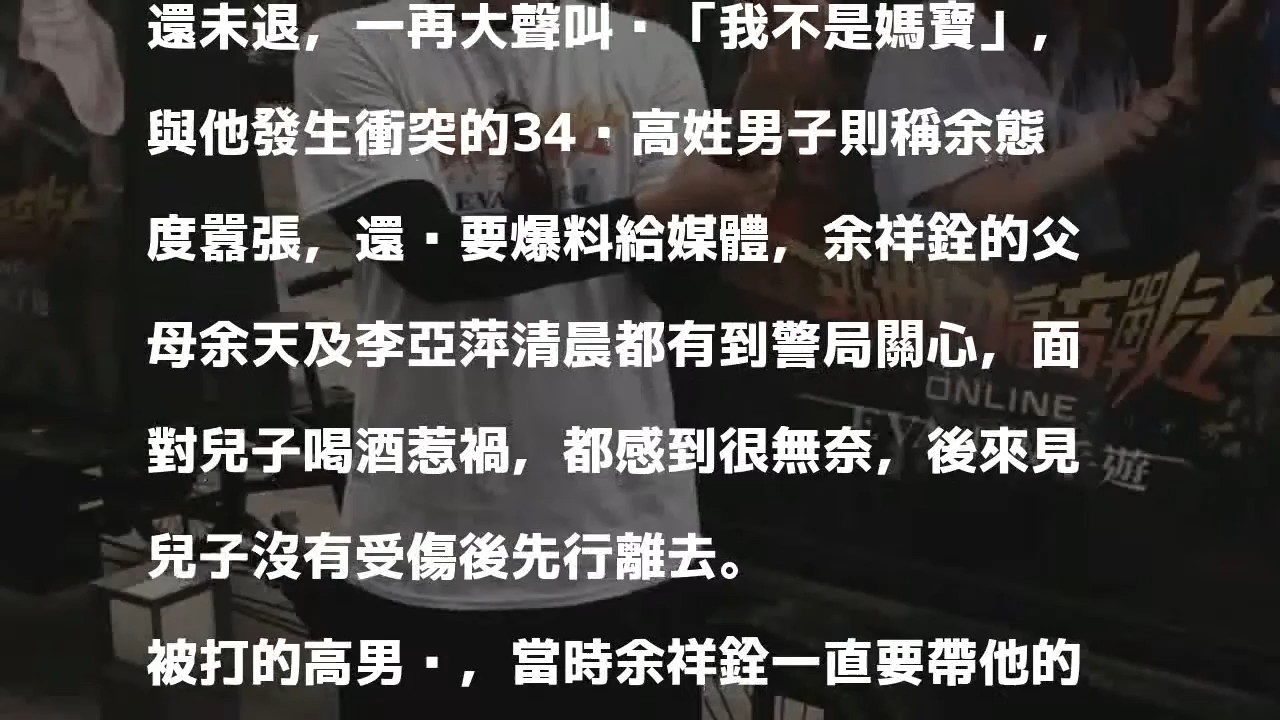 還未退，一再大聲叫▪「我不是媽寶」，
與他發生衝突的34▪高姓男子則稱余態
度囂張，還▪要爆料給媒體，余祥銓的父
母余天及李亞萍清晨都有到警局關心，面
對兒子喝酒惹禍，都感到很無奈，後來見
兒子沒有受傷後先行離去。
被打的高男▪，當時余祥銓一直要帶他的
EVA
ONLINE
ONLINE
遊